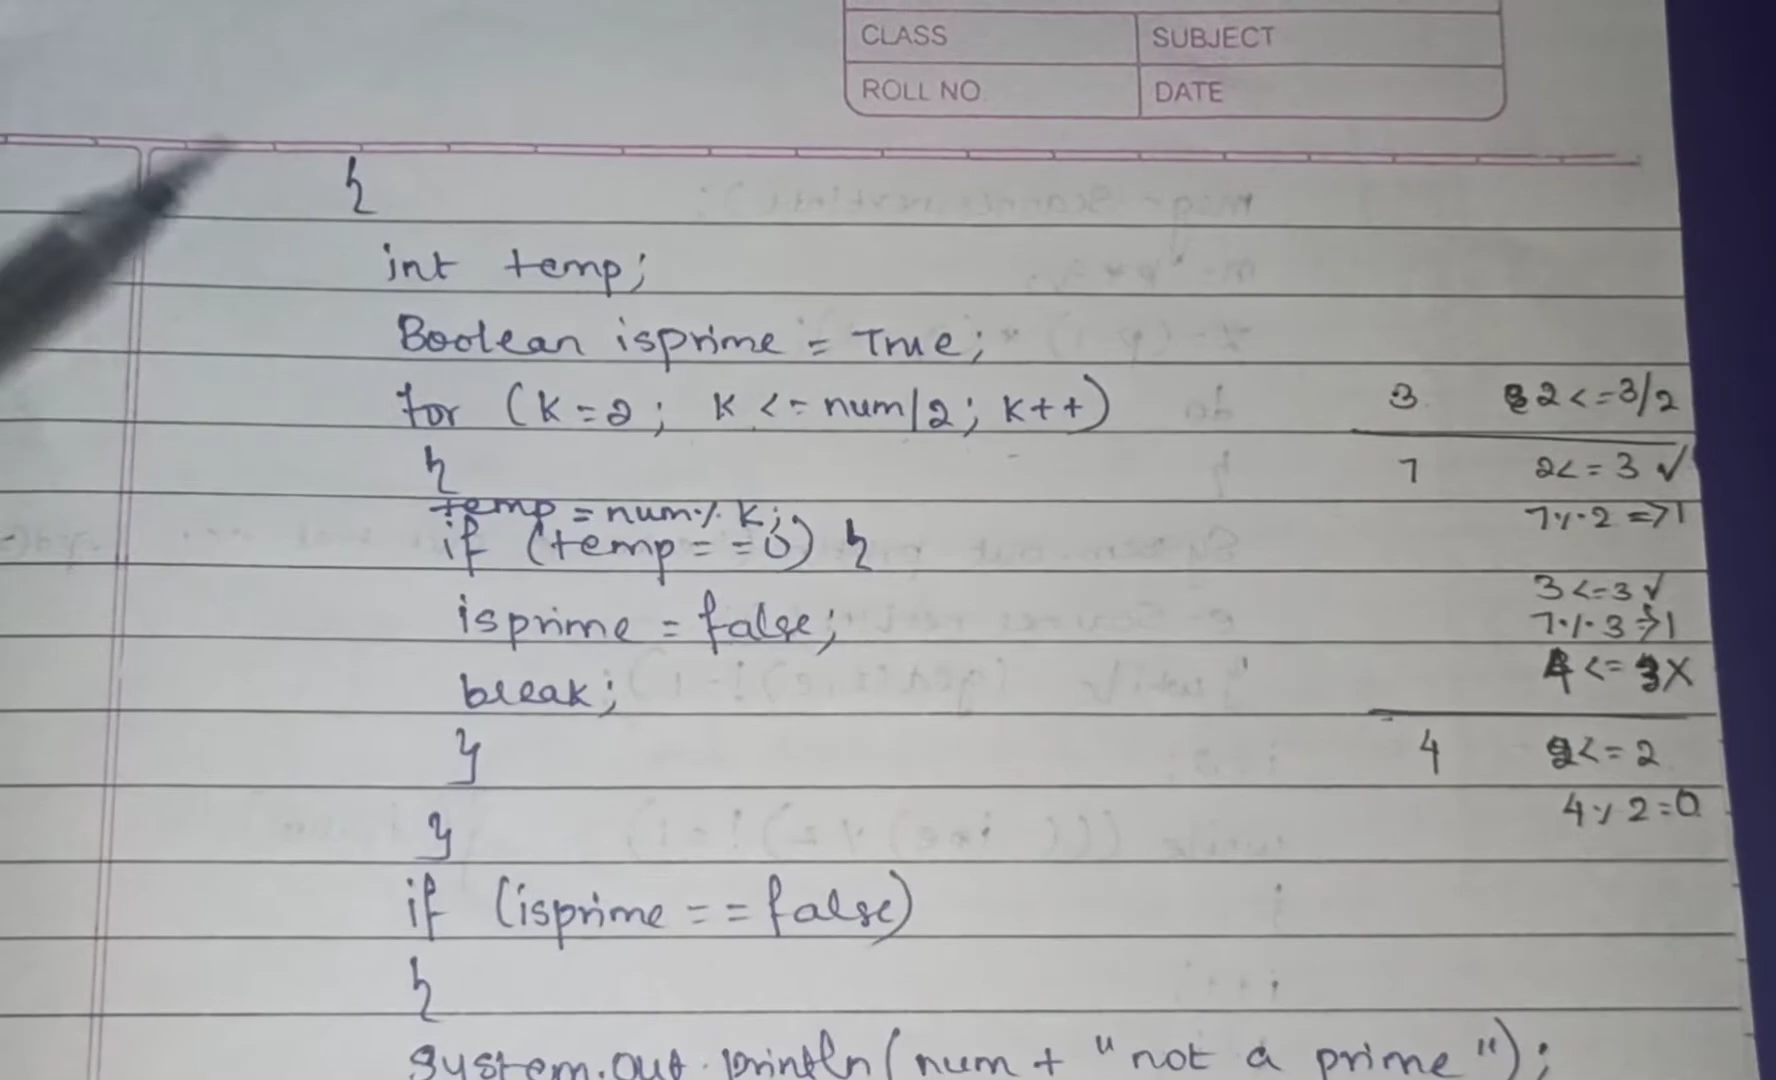 CLASS SUBJECT
ROLL NO. DATE
{
int temp;
Boolean isprime = True;
for (K=2; K <= num/2; K++)
3 2<=3/2
{
7 2<=3 ✓
temp = num % K;
7%2 => 1
if (temp==0) {
3<=3 ✓
isprime = false;
7%3 => 1
break;
4<=3 X
}
4 2<=2
4%2=0
}
if (isprime == false)
{
System.out.println(num + "not a prime");